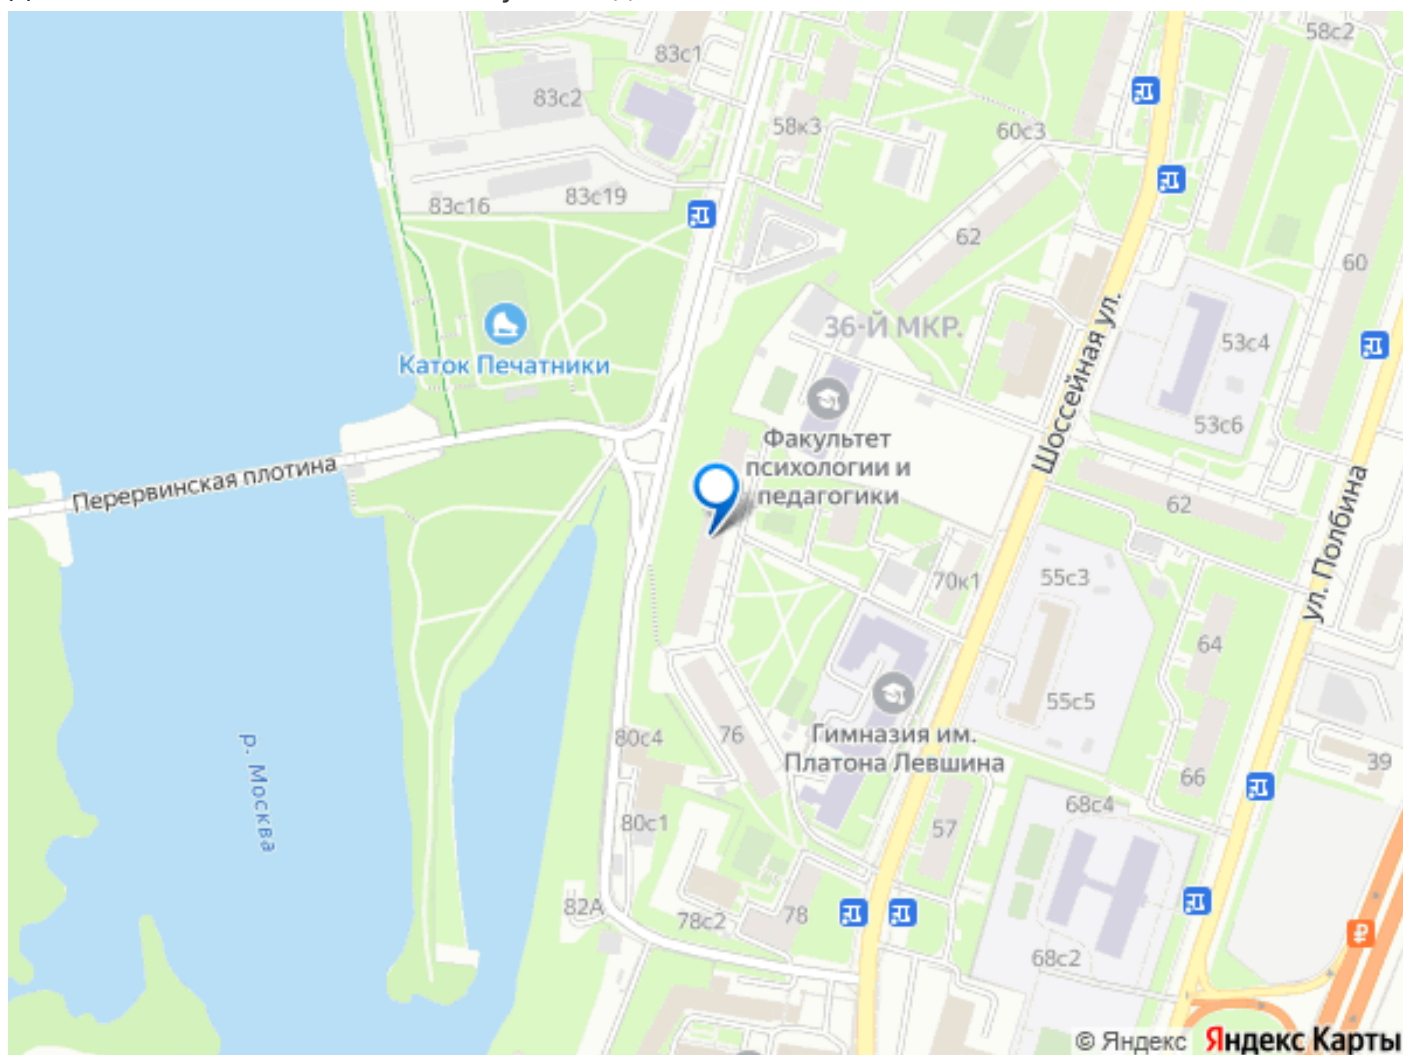 58с2
83с1
83с2
58к3
60с3
83с19
83с16
62
60
36-Й МКР.
Шоссейная ул.
53с4
Каток Печатники
53с6
Факультет
психологии и
педагогики
Перервинская плотина
62
ул. Полбина
70к1
55с3
64
55с5
80с4
76
Гимназия им.
Платона Левшина
р. Москва
39
66
68с4
80с1
57
82А
78с2
78
68с2
© Яндекс Яндекс Карты